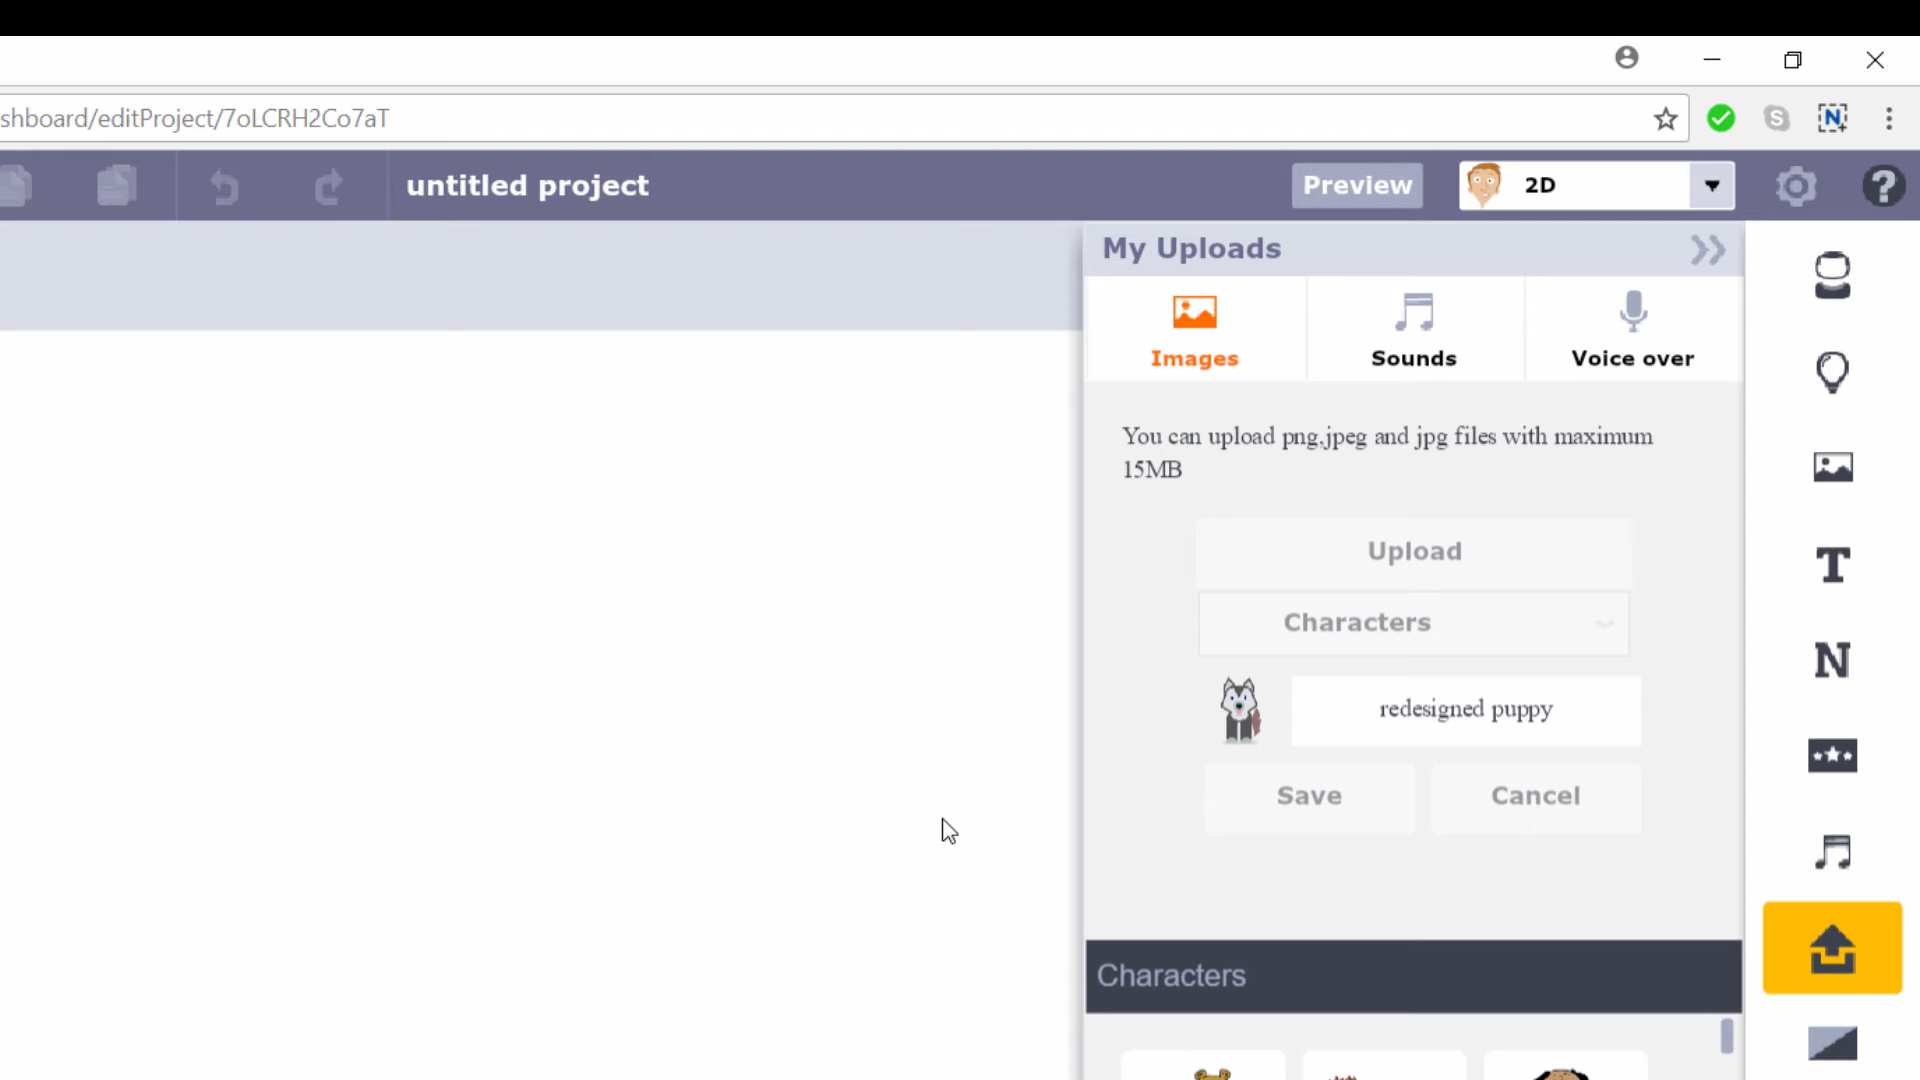 shboard/editProject/7oLCRH2Co7aT
S
N
untitled project
Preview
2D
?
My Uploads
Images
Sounds
Voice over
You can upload png,jpeg and jpg files with maximum
15MB
T
Upload
Characters
N
redesigned puppy
Save
Cancel
Characters